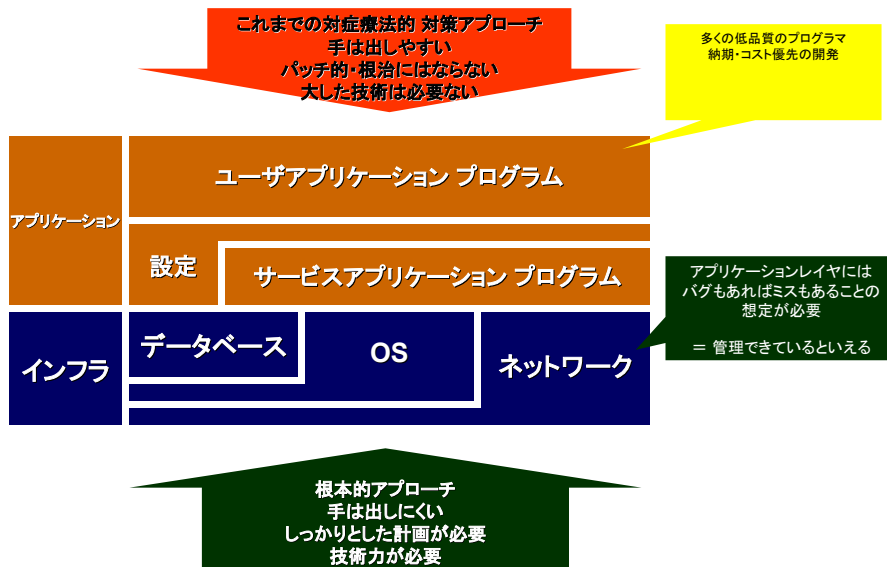 これまでの対症療法的 対策アプローチ
手は出しやすい
パッチ的・根治にはならない
大した技術は必要ない
多くの低品質のプログラマ
納期・コスト優先の開発
アプリケーション
ユーザアプリケーション プログラム
設定
サービスアプリケーション プログラム
アプリケーションレイヤには
バグもあればミスもあることの
想定が必要
＝ 管理できているといえる
インフラ
データベース
OS
ネットワーク
根本的アプローチ
手は出しにくい
しっかりとした計画が必要
技術力が必要